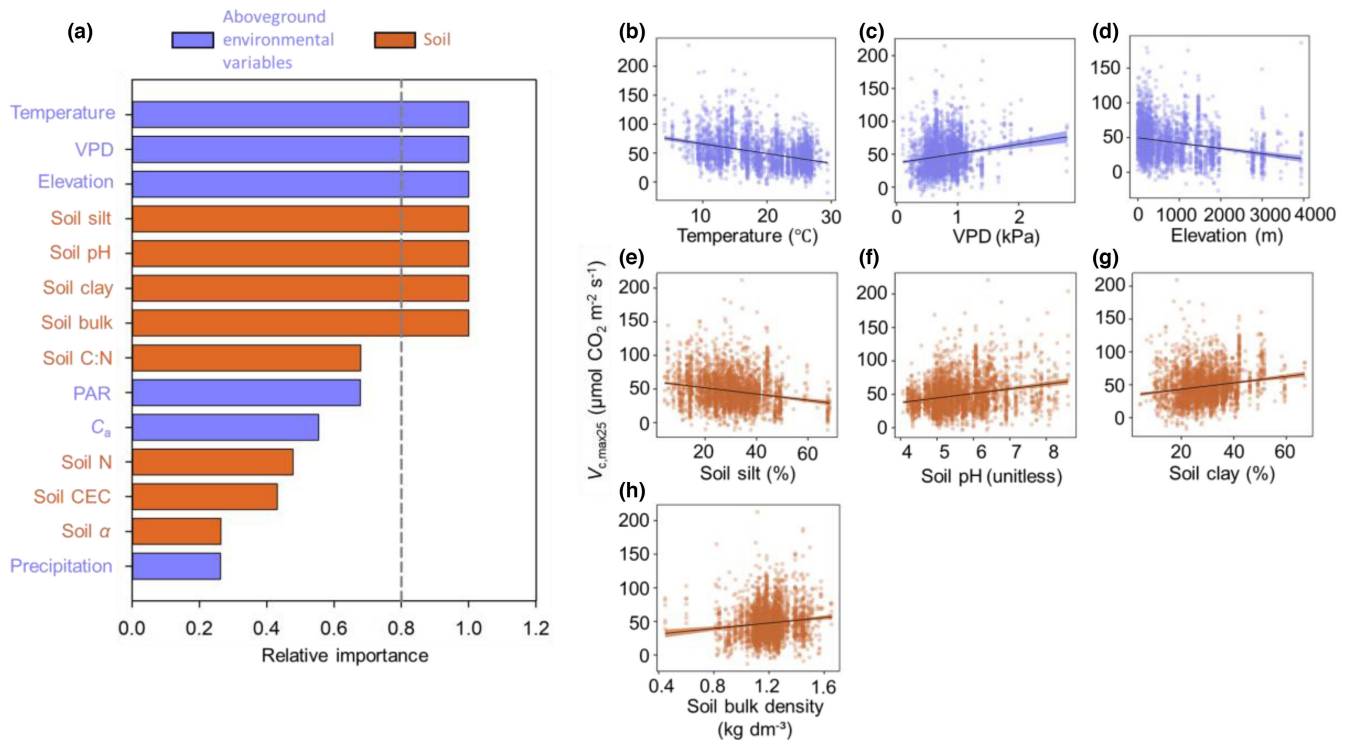 (a)
Aboveground
environmental
variables
Soil
Temperature
VPD
Elevation
Soil silt
Soil pH
Soil clay
Soil bulk
Soil C:N
PAR
Ca
Soil N
Soil CEC
Soil α
Precipitation
0.0 0.2 0.4 0.6 0.8 1.0 1.2
Relative importance
Vc,max25 (μmol CO2 m-2 s-1)
(b)
200
150
100
50
0
10 20 30
Temperature (℃)
(c)
200
150
100
50
0
0 1 2
VPD (kPa)
(d)
200
150
100
50
0
0 1000 2000 3000 4000
Elevation (m)
(e)
200
150
100
50
0
20 40 60
Soil silt (%)
(f)
200
150
100
50
0
4 5 6 7 8
Soil pH (unitless)
(g)
200
150
100
50
0
20 40 60
Soil clay (%)
(h)
200
150
100
50
0
0.4 0.8 1.2 1.6
Soil bulk density
(kg dm-3)